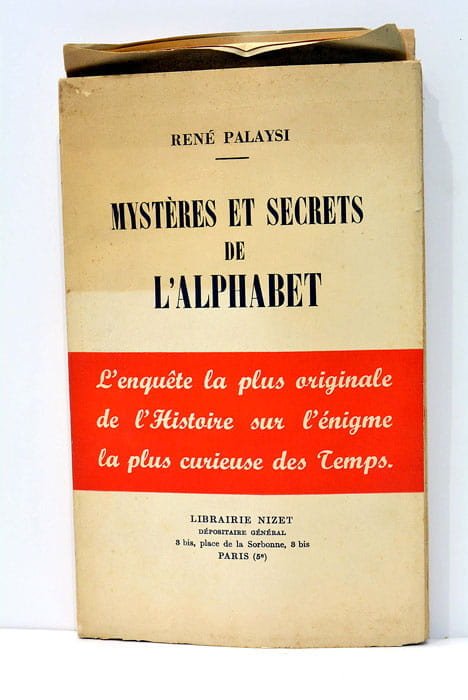 RENÉ PALAYSI
MYSTÈRES ET SECRETS
DE
L'ALPHABET
L'enquête la plus originale
de l'Histoire sur l'énigme
la plus curieuse des Temps.
LIBRAIRIE NIZET
DÉPOSITAIRE GÉNÉRAL
3 bis, place de la Sorbonne, 3 bis
PARIS (5e)